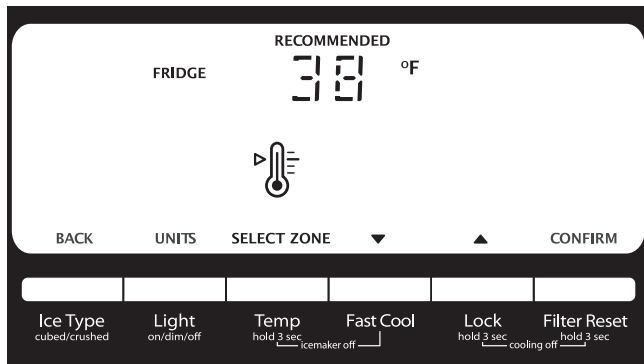 RECOMMENDED
FRIDGE 38 °F
BACK UNITS SELECT ZONE ▼ ▲ CONFIRM
Ice Type Light Temp Fast Cool Lock Filter Reset
cubed/crushed on/dim/off hold 3 sec hold 3 sec hold 3 sec
icemaker off cooling off